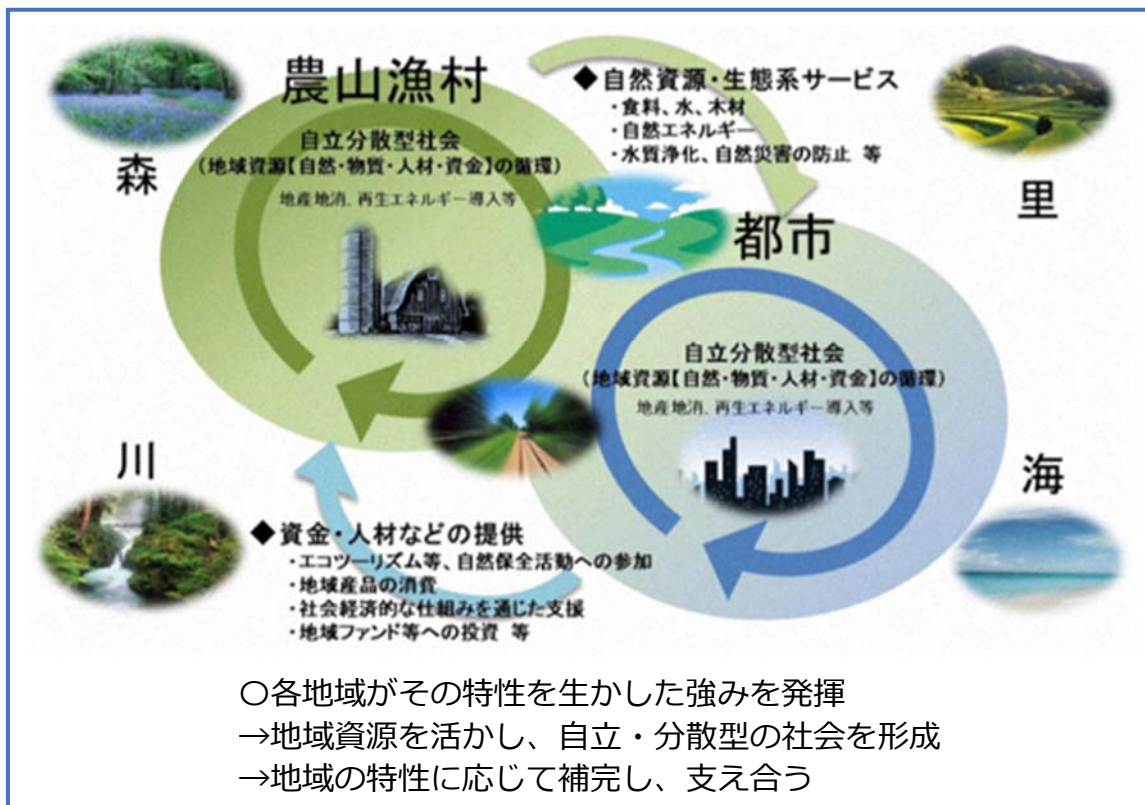 農山漁村
自立分散型社会
(地域資源【自然・物質・人材・資金】の循環)
地産地消、再生エネルギー導入等
◆自然資源・生態系サービス
・食料、水、木材
・自然エネルギー
・水質浄化、自然災害の防止 等
森
里
都市
自立分散型社会
(地域資源【自然・物質・人材・資金】の循環)
地産地消、再生エネルギー導入等
川
海
◆資金・人材などの提供
・エコツーリズム等、自然保全活動への参加
・地域産品の消費
・社会経済的な仕組みを通じた支援
・地域ファンド等への投資 等
〇各地域がその特性を生かした強みを発揮
→地域資源を活かし、自立・分散型の社会を形成
→地域の特性に応じて補完し、支え合う